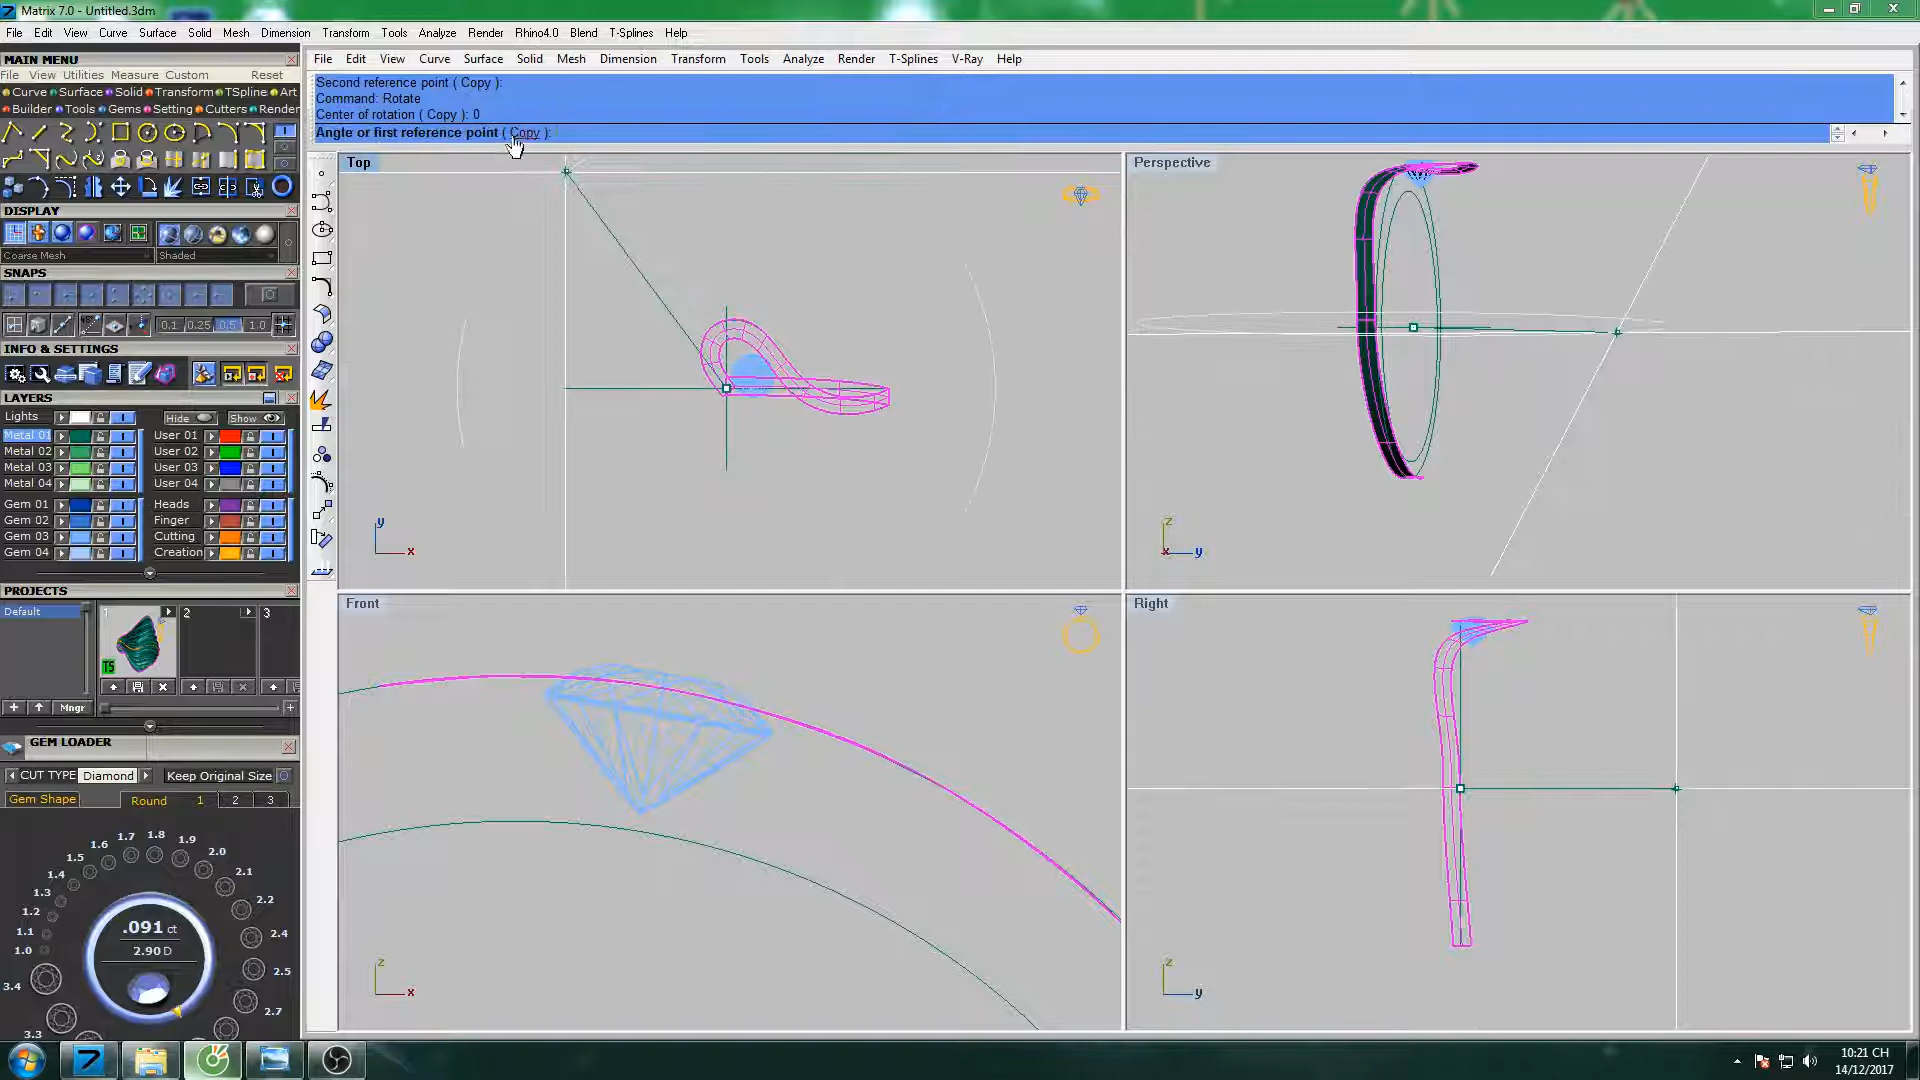 Matrix 7.0 - Untitled.3dm
File Edit View Curve Surface Solid Mesh Dimension Transform Tools Analyze Render Rhino4.0 Blend T-Splines Help
MAIN MENU
File View Utilities Measure Custom Reset
Curve Surface Solid Transform TSpline Art
Builder Tools Gems Setting Cutters Render
DISPLAY
Coarse Mesh Shaded
SNAPS
0.1 0.25 0.5 1.0
INFO & SETTINGS
LAYERS
Lights Hide Show
Metal 01 User 01
Metal 02 User 02
Metal 03 User 03
Metal 04 User 04
Gem 01 Heads
Gem 02 Finger
Gem 03 Cutting
Gem 04 Creation
PROJECTS
Default 1 2 3
TS
Mngr
GEM LOADER
CUT TYPE Diamond Keep Original Size
Gem Shape Round 1 2 3
1.0
1.1
1.2
1.3
1.4
1.5
1.6
1.7
1.8
1.9
2.0
2.1
2.2
2.4
2.5
2.7
3.4
3.3
.091 ct
2.90 D
File Edit View Curve Surface Solid Mesh Dimension Transform Tools Analyze Render T-Splines V-Ray Help
Second reference point ( Copy ):
Command: Rotate
Center of rotation ( Copy ): 0
Angle or first reference point ( Copy ):
Top
y
x
Perspective
z
x
y
Front
z
x
Right
z
y
10:21 CH
14/12/2017